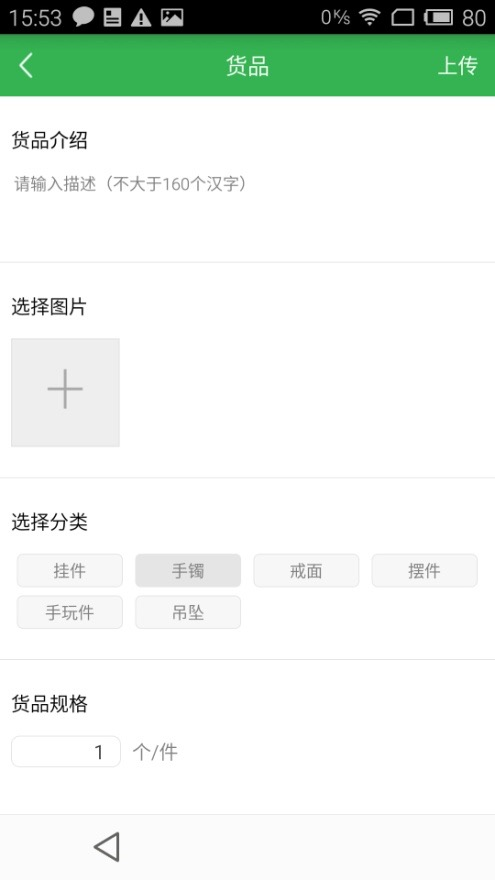 15:53 0K/s 80
货品 上传
货品介绍
请输入描述（不大于160个汉字）
选择图片
选择分类
挂件 手镯 戒面 摆件
手玩件 吊坠
货品规格
1 个/件